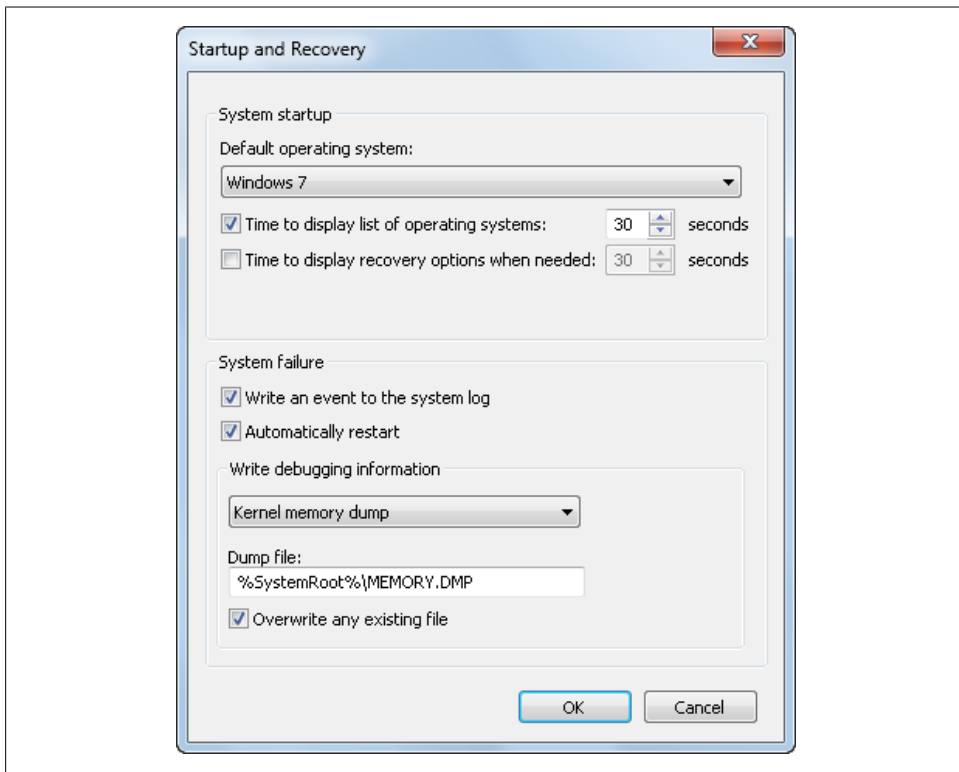 Startup and Recovery
System startup
Default operating system:
Windows 7
Time to display list of operating systems: 30 seconds
Time to display recovery options when needed: 30 seconds
System failure
Write an event to the system log
Automatically restart
Write debugging information
Kernel memory dump
Dump file:
%SystemRoot%\MEMORY.DMP
Overwrite any existing file
OK Cancel